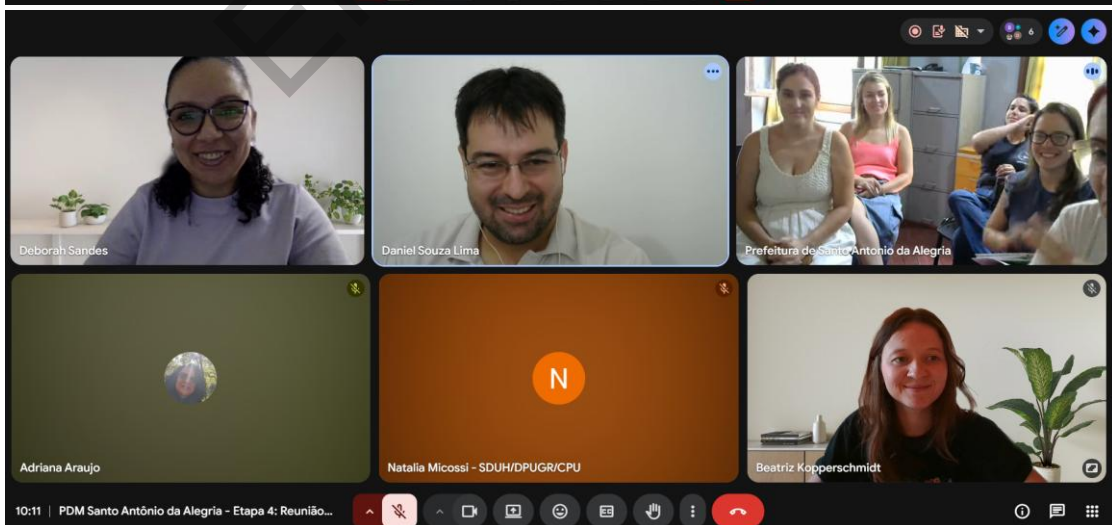 6
Deborah Sandes
Daniel Souza Lima
Prefeitura de Santo Antonio da Alegria
N
Adriana Araujo
Natalia Micossi - SDUH/DPUGR/CPU
Beatriz Kopperschmidt
10:11 | PDM Santo Antônio da Alegria - Etapa 4: Reunião...